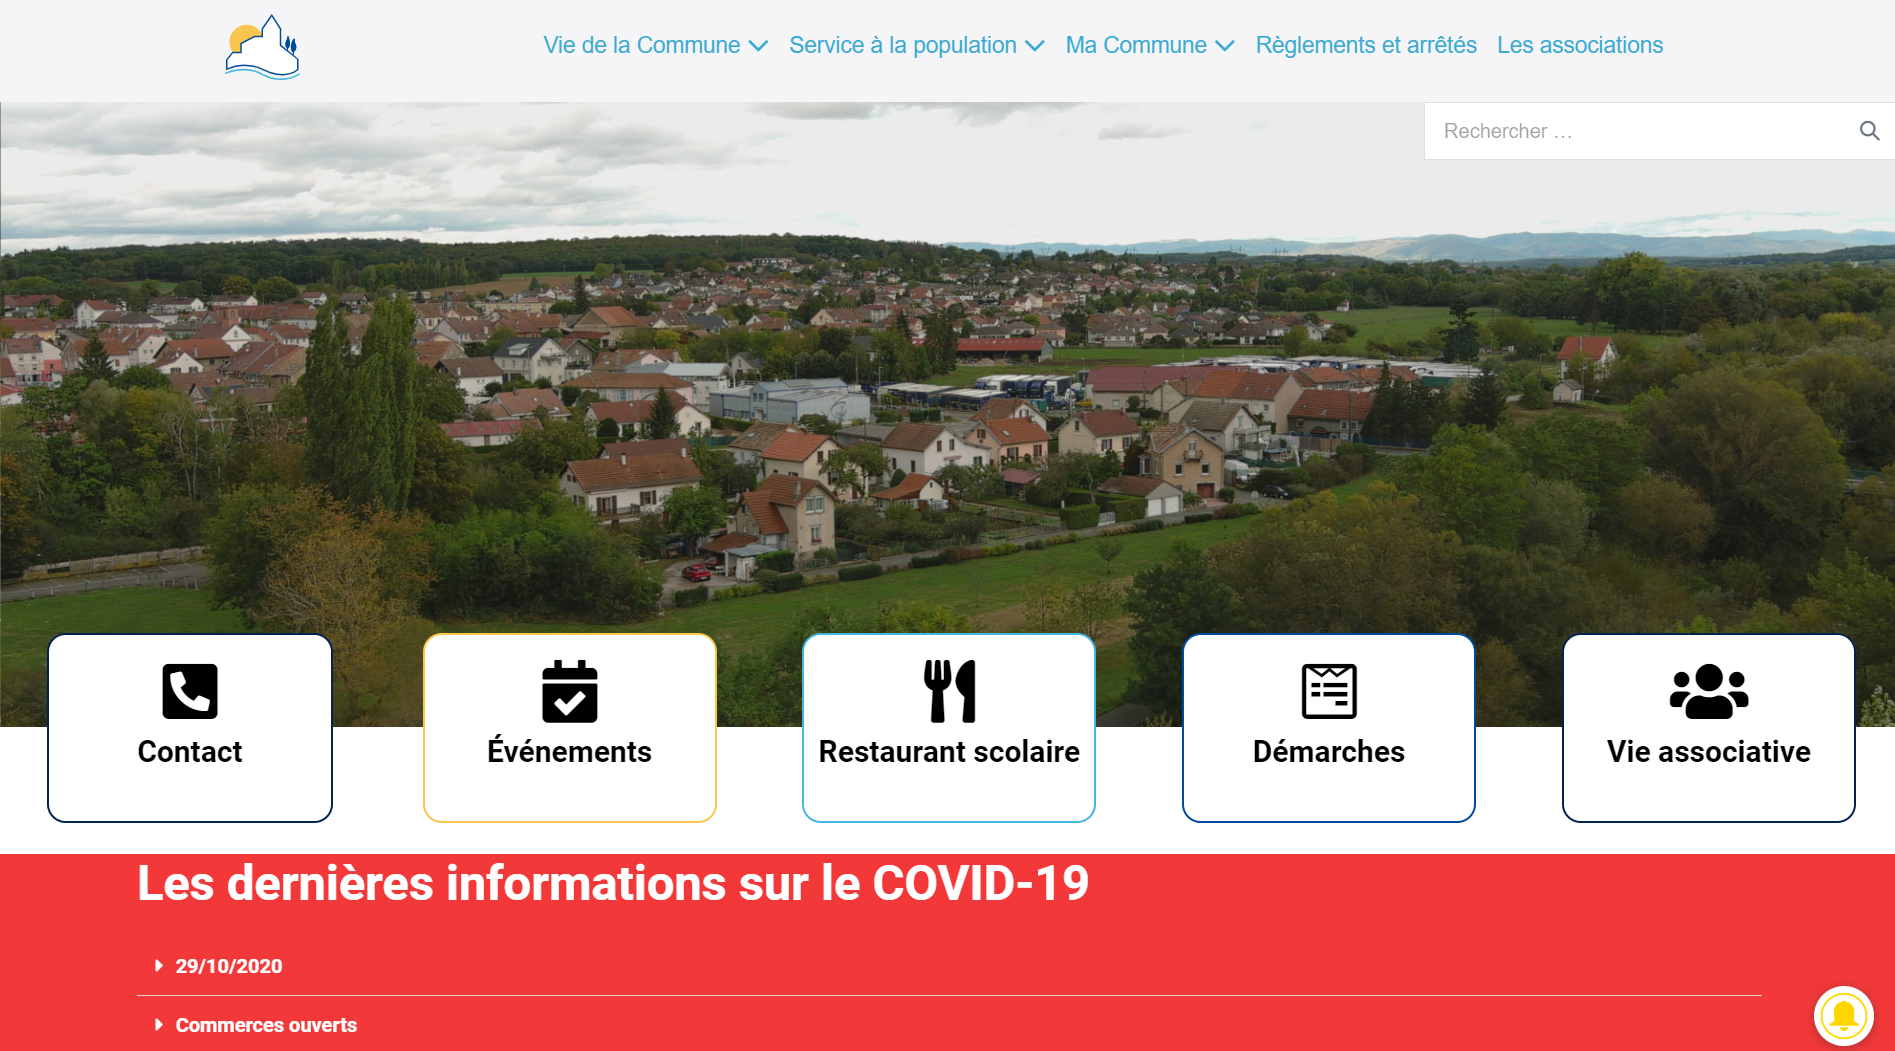 Vie de la Commune Service à la population Ma Commune Règlements et arrêtés Les associations
Rechercher …
Contact
Événements
Restaurant scolaire
Démarches
Vie associative
Les dernières informations sur le COVID-19
29/10/2020
Commerces ouverts